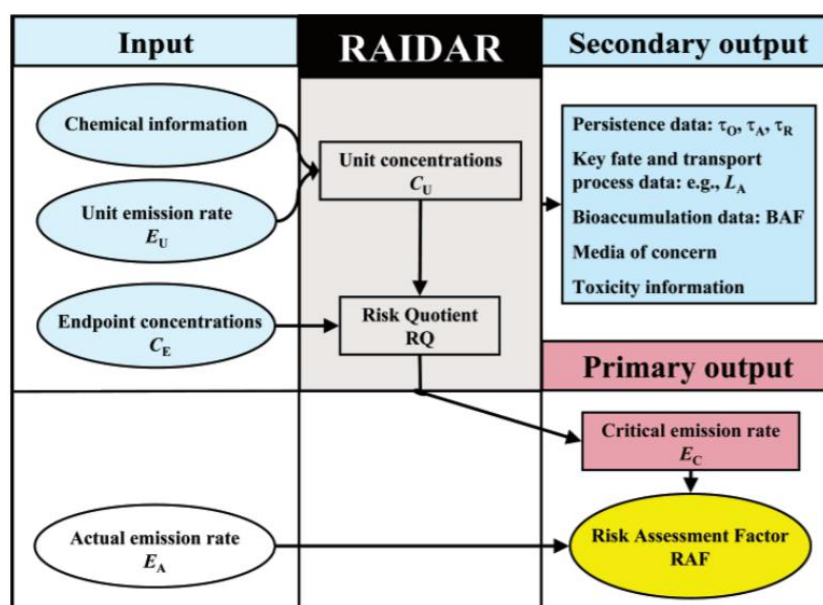 Input
RAIDAR
Secondary output
Chemical information
Unit emission rate
E_U
Endpoint concentrations
C_E
Unit concentrations
C_U
Risk Quotient
RQ
Persistence data: τ_O, τ_A, τ_R
Key fate and transport
process data: e.g., L_A
Bioaccumulation data: BAF
Media of concern
Toxicity information
Primary output
Critical emission rate
E_C
Actual emission rate
E_A
Risk Assessment Factor
RAF